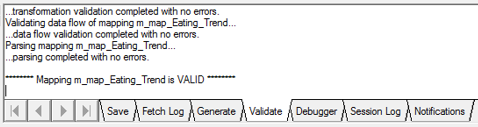 ...transformation validation completed with no errors.
Validating data flow of mapping m_map_Eating_Trend...
...data flow validation completed with no errors.
Parsing mapping m_map_Eating_Trend...
...parsing completed with no errors.
******** Mapping m_map_Eating_Trend is VALID ********
Save Fetch Log Generate Validate Debugger Session Log Notifications